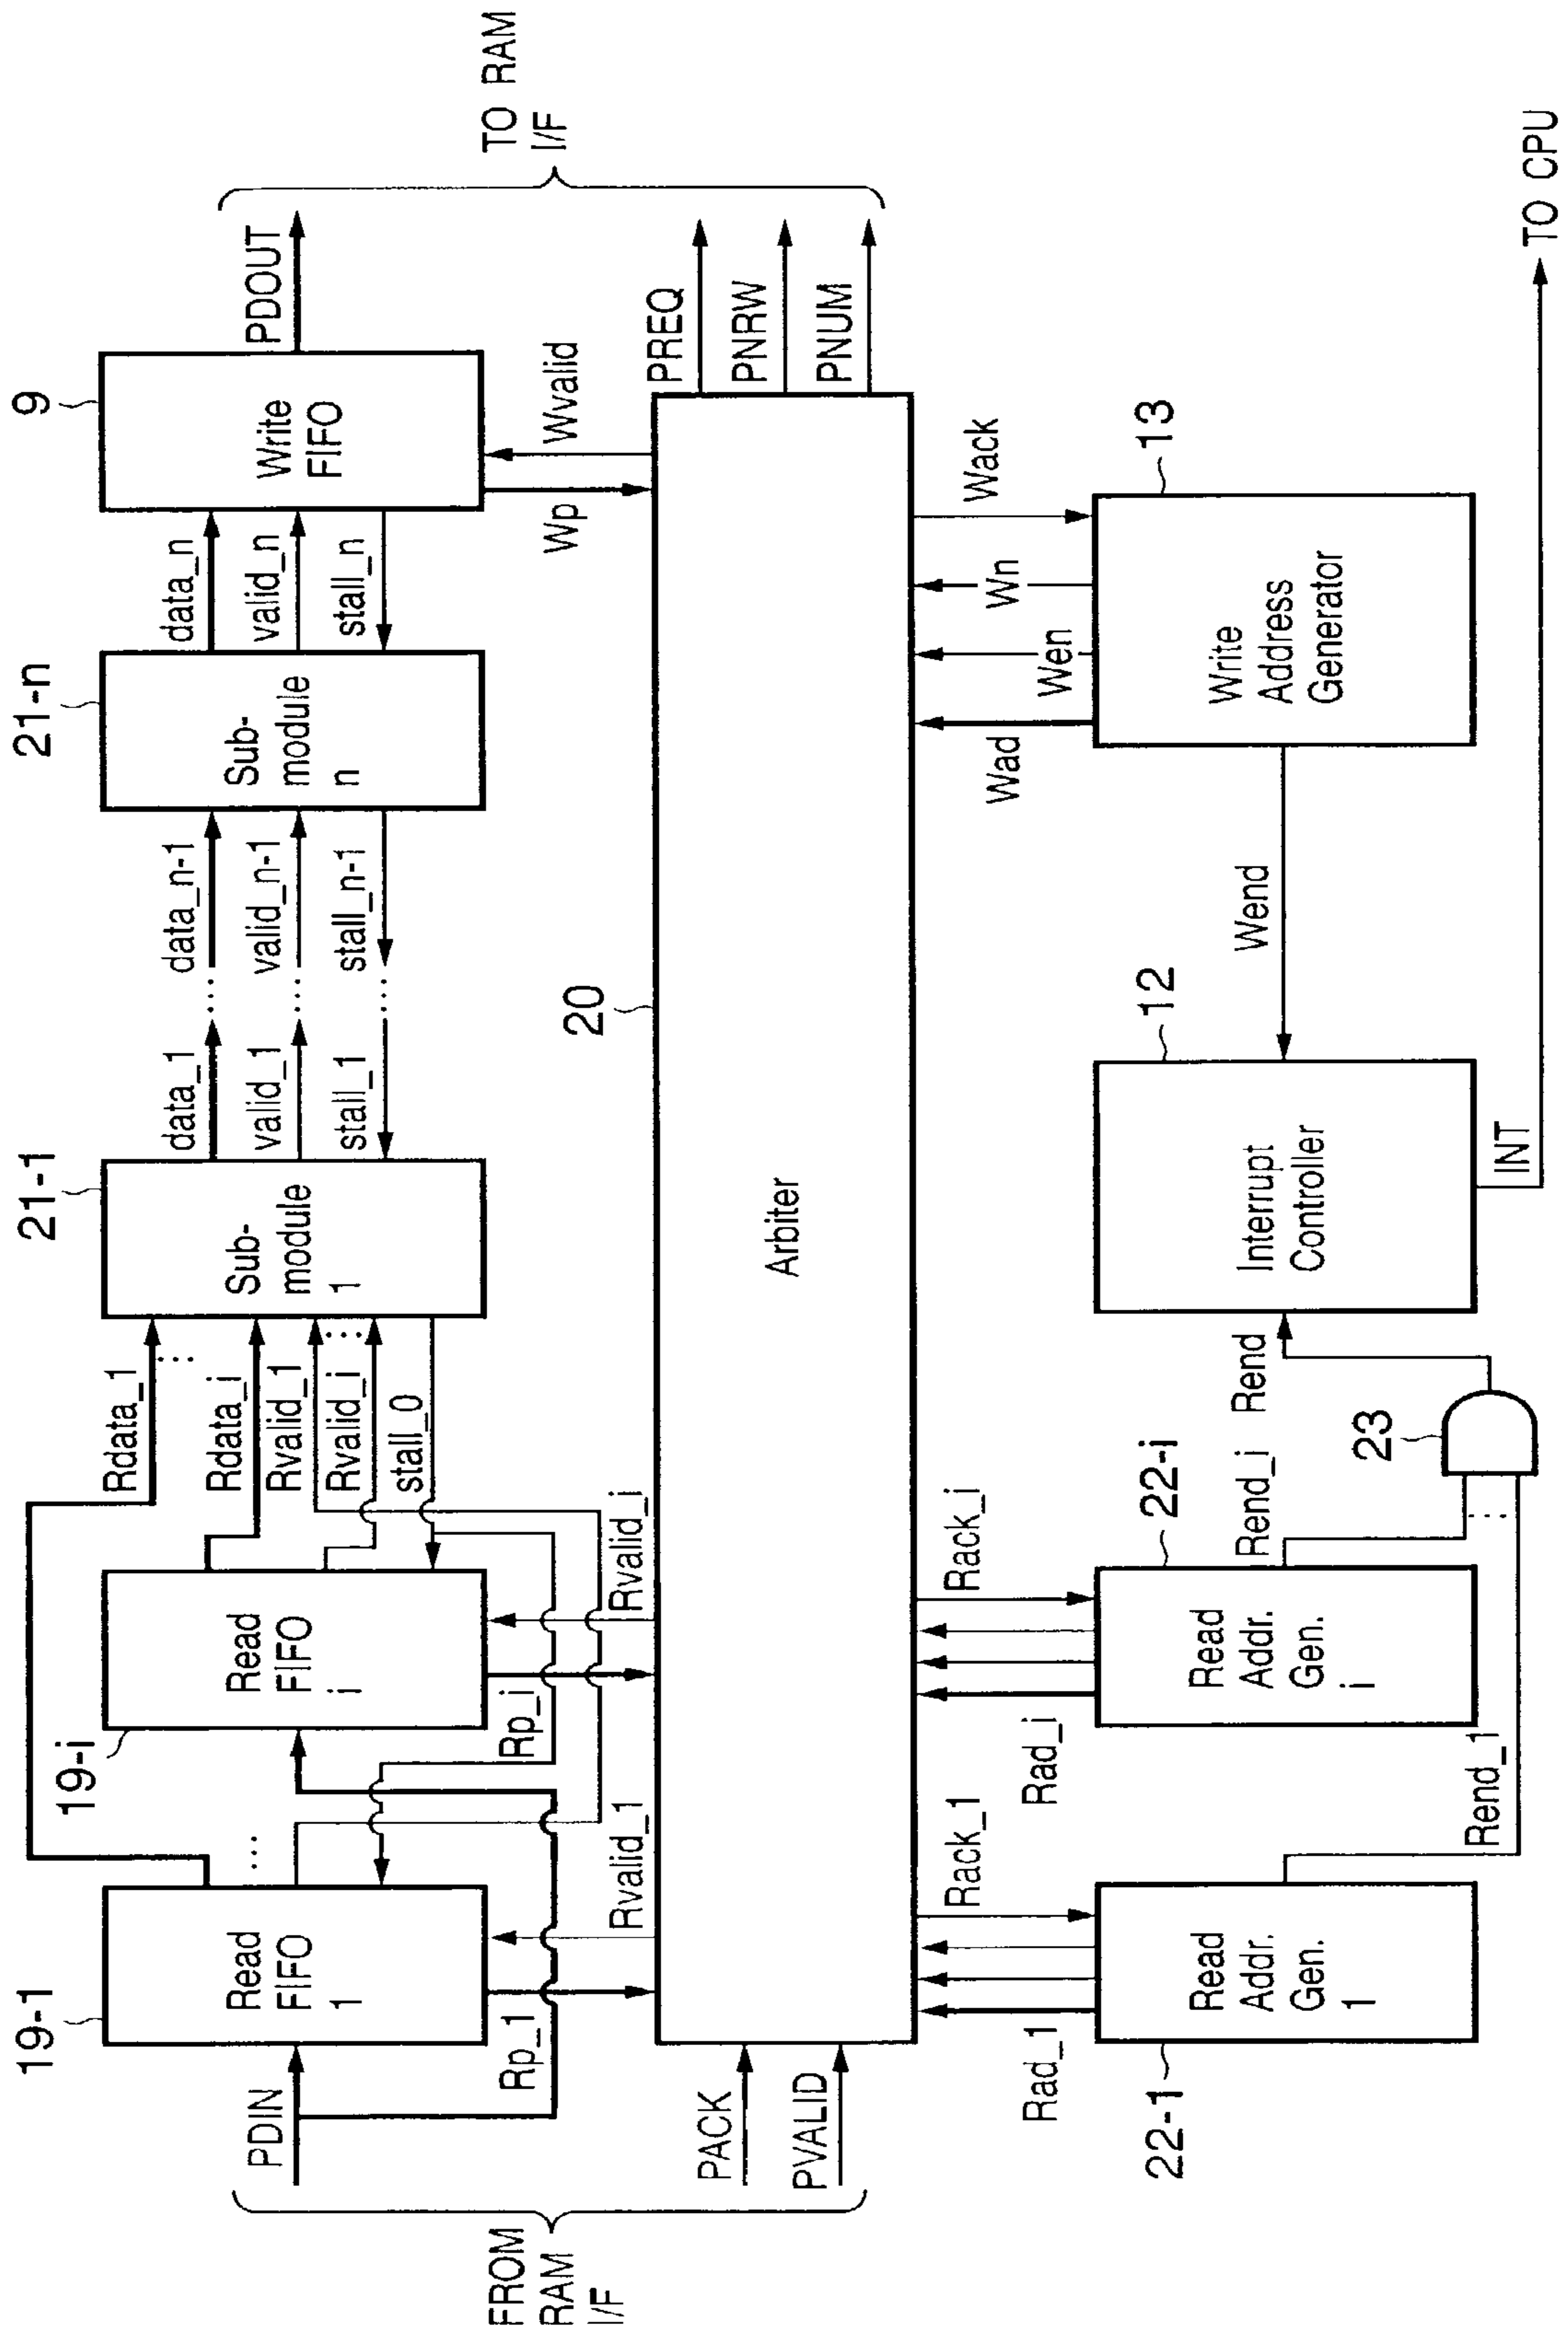 19-1
19-i
21-1
21-n
9
Read
FIFO
1
Read
FIFO
i
Sub-
module
1
Sub-
module
n
Write
FIFO
PDIN
...
Rdata_1
...
Rdata_i
Rvalid_1
...
Rvalid_i
stall_0
data_1
...
data_n-1
valid_1
...
valid_n-1
stall_1
...
stall_n-1
data_n
valid_n
stall_n
PDOUT
FROM
RAM
I/F
TO RAM
I/F
Rp_1
Rvalid_1
Rp_i
Rvalid_i
20
Wp
Wvalid
PACK
PVALID
Arbiter
PREQ
PNRW
PNUM
Rad_1
Rack_1
Rad_i
Rack_i
Wad
Wen
Wn
Wack
22-1
22-i
12
13
Read
Addr.
Gen.
1
Read
Addr.
Gen.
i
Rend_i
Rend
Interrupt
Controller
Wend
Write
Address
Generator
23
...
Rend_1
INT
TO CPU